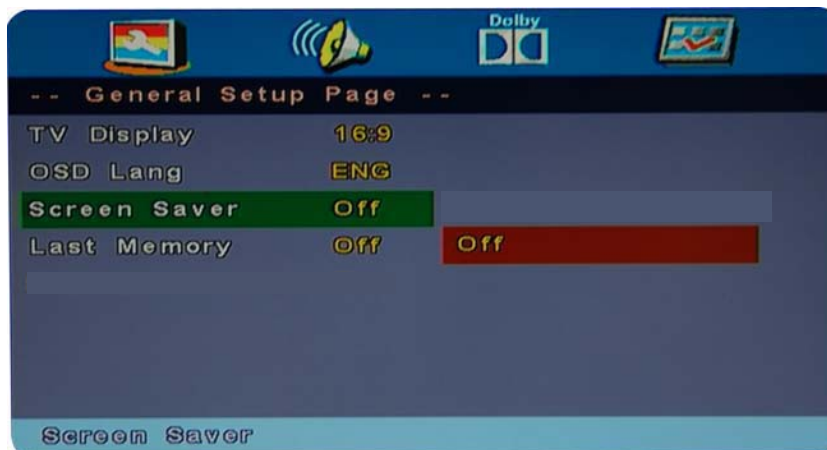 Dolby
-- General Setup Page --
TV Display 16:9
OSD Lang ENG
Screen Saver Off
Last Memory Off Off
Screen Saver